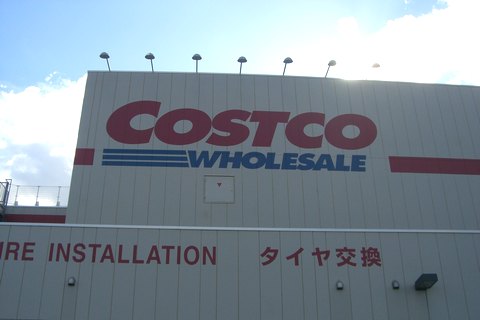 COSTCO
WHOLESALE
IRE INSTALLATION タイヤ交換